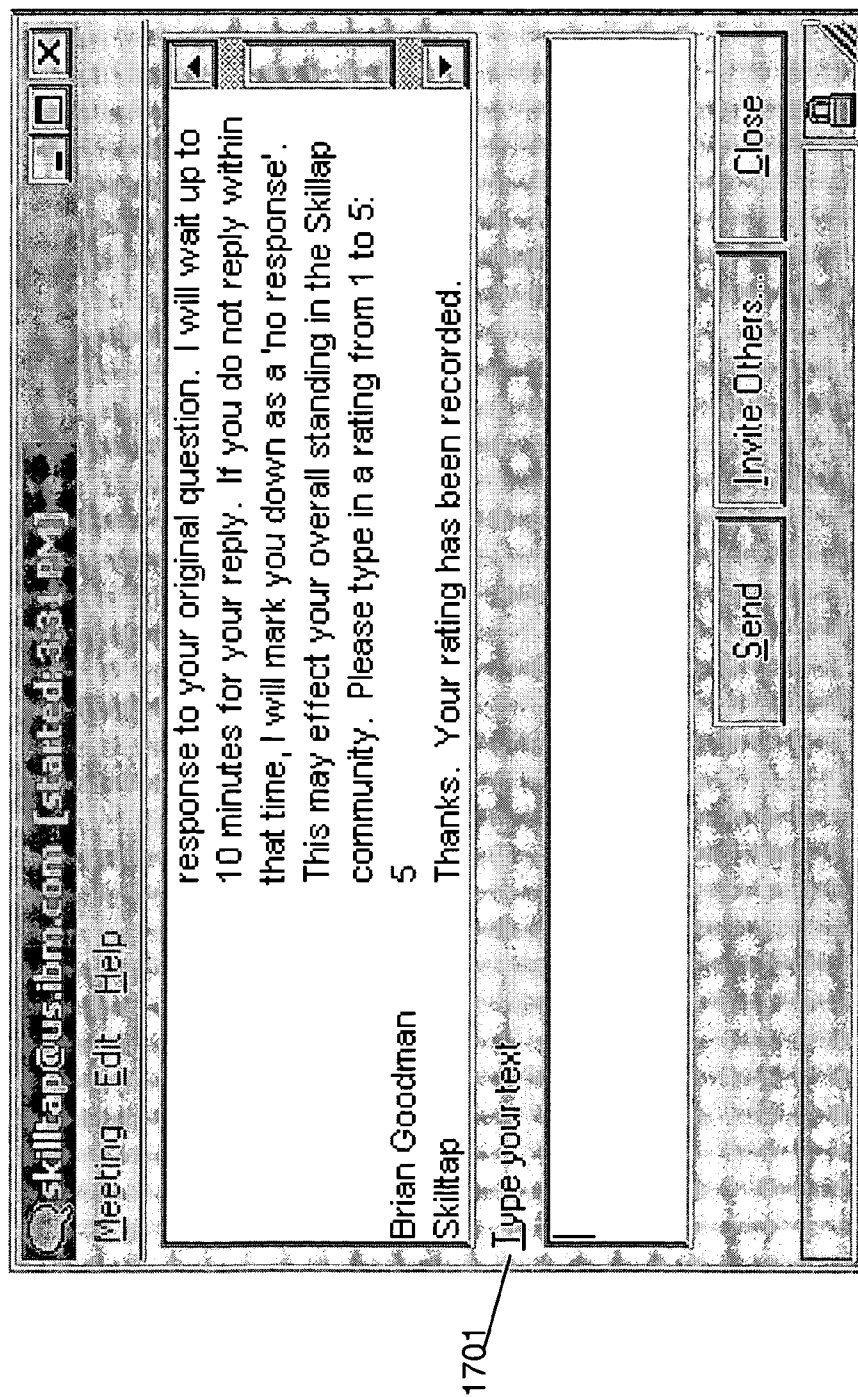 skilltap@us.ibm.com [started: 3:31 PM]
Meeting Edit Help
response to your original question. I will wait up to
10 minutes for your reply. If you do not reply within
that time, I will mark you down as a 'no response'.
This may effect your overall standing in the Skillap
community. Please type in a rating from 1 to 5:
Brian Goodman 5
Skilltap Thanks. Your rating has been recorded.
Type your text
Send Invite Others... Close
1701